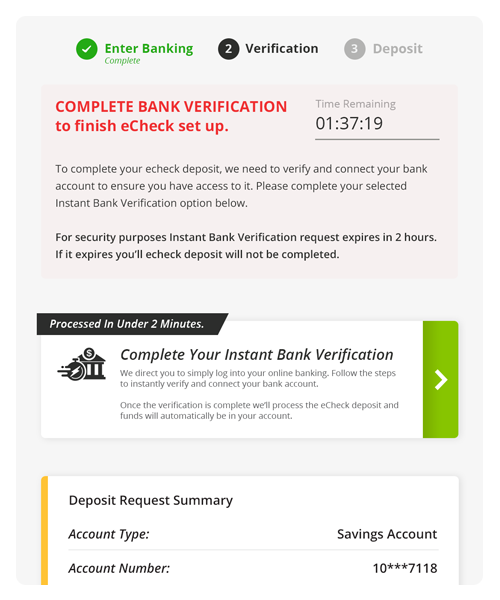 ✓ Enter Banking 2 Verification 3 Deposit
Complete
COMPLETE BANK VERIFICATION
to finish eCheck set up.
Time Remaining
01:37:19
To complete your echeck deposit, we need to verify and connect your bank
account to ensure you have access to it. Please complete your selected
Instant Bank Verification option below.
For security purposes Instant Bank Verification request expires in 2 hours.
If it expires you'll echeck deposit will not be completed.
Processed In Under 2 Minutes.
$
Complete Your Instant Bank Verification
We direct you to simply log into your online banking. Follow the steps
to instantly verify and connect your bank account.
Once the verification is complete we'll process the eCheck deposit and
funds will automatically be in your account.
Deposit Request Summary
Account Type: Savings Account
Account Number: 10***7118